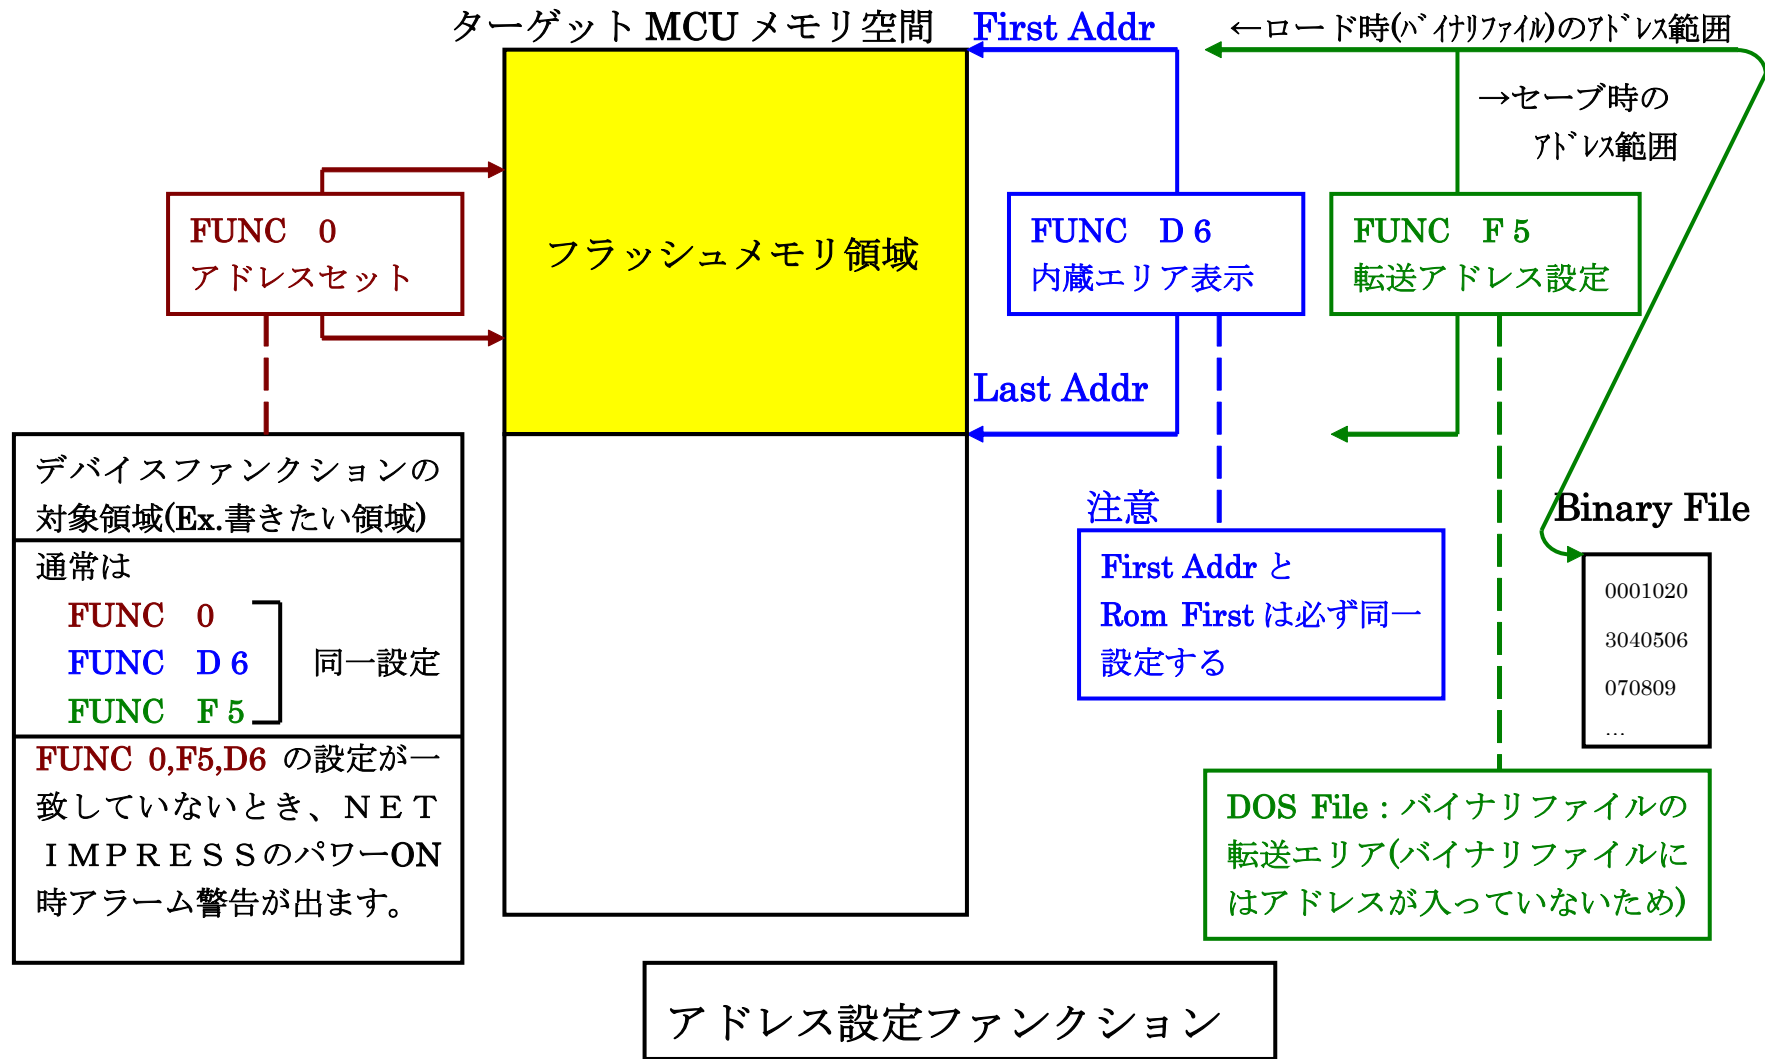 ターゲット MCU メモリ空間
First Addr
←ロード時(ﾊﾞｲﾅﾘﾌｧｲﾙ)のｱﾄﾞﾚｽ範囲
→セーブ時の
ｱﾄﾞﾚｽ範囲
FUNC　0
アドレスセット
フラッシュメモリ領域
FUNC　D 6
内蔵エリア表示
FUNC　F 5
転送アドレス設定
Last Addr
デバイスファンクションの
対象領域(Ex.書きたい領域)
通常は
FUNC　0
FUNC　D 6
FUNC　F 5
同一設定
FUNC 0,F5,D6 の設定が一
致していないとき、ＮＥＴ
ＩＭＰＲＥＳＳのパワーON
時アラーム警告が出ます。
注意
First Addr と
Rom First は必ず同一
設定する
Binary File
0001020
3040506
070809
…
DOS File：バイナリファイルの
転送エリア(バイナリファイルに
はアドレスが入っていないため)
アドレス設定ファンクション